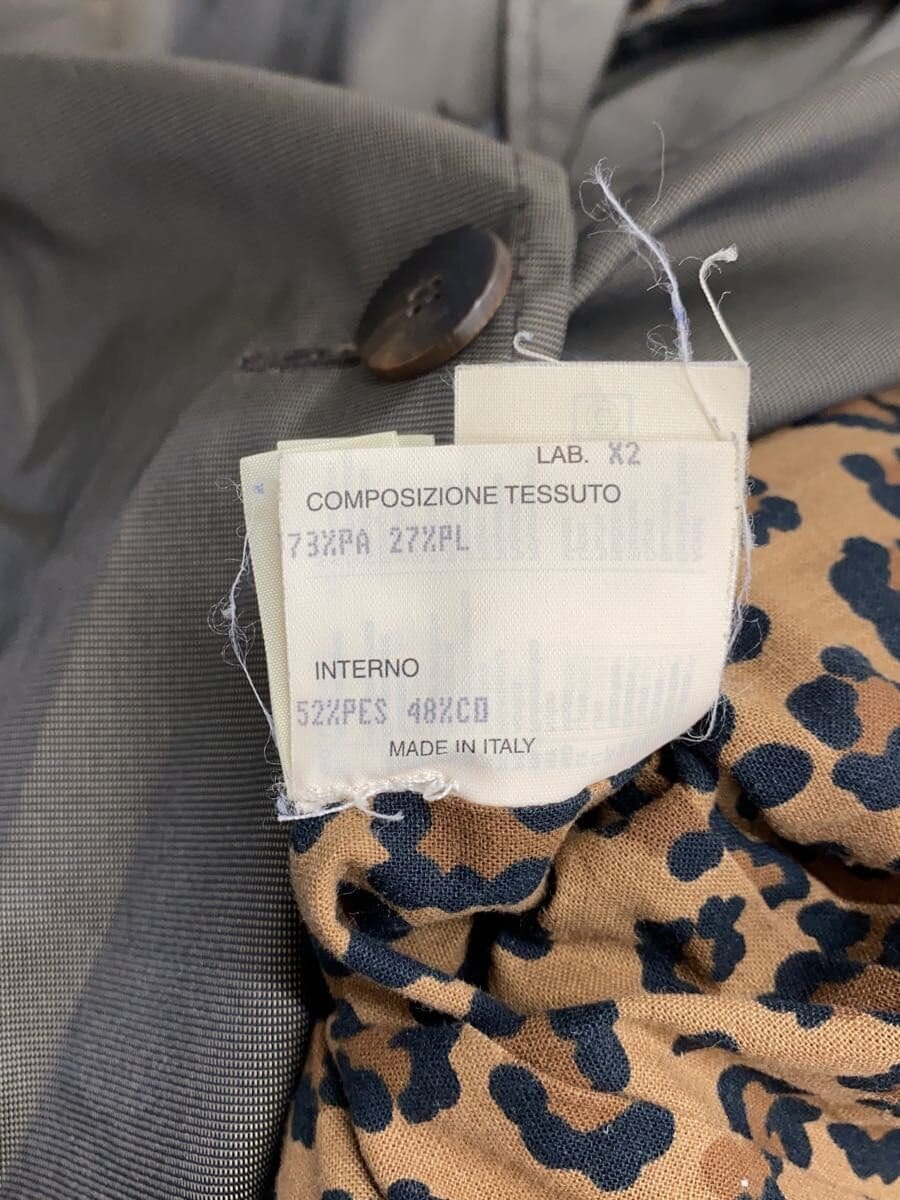 LAB. X2
COMPOSIZIONE TESSUTO
73%PA 27%PL
INTERNO
52%PES 48%CO
MADE IN ITALY